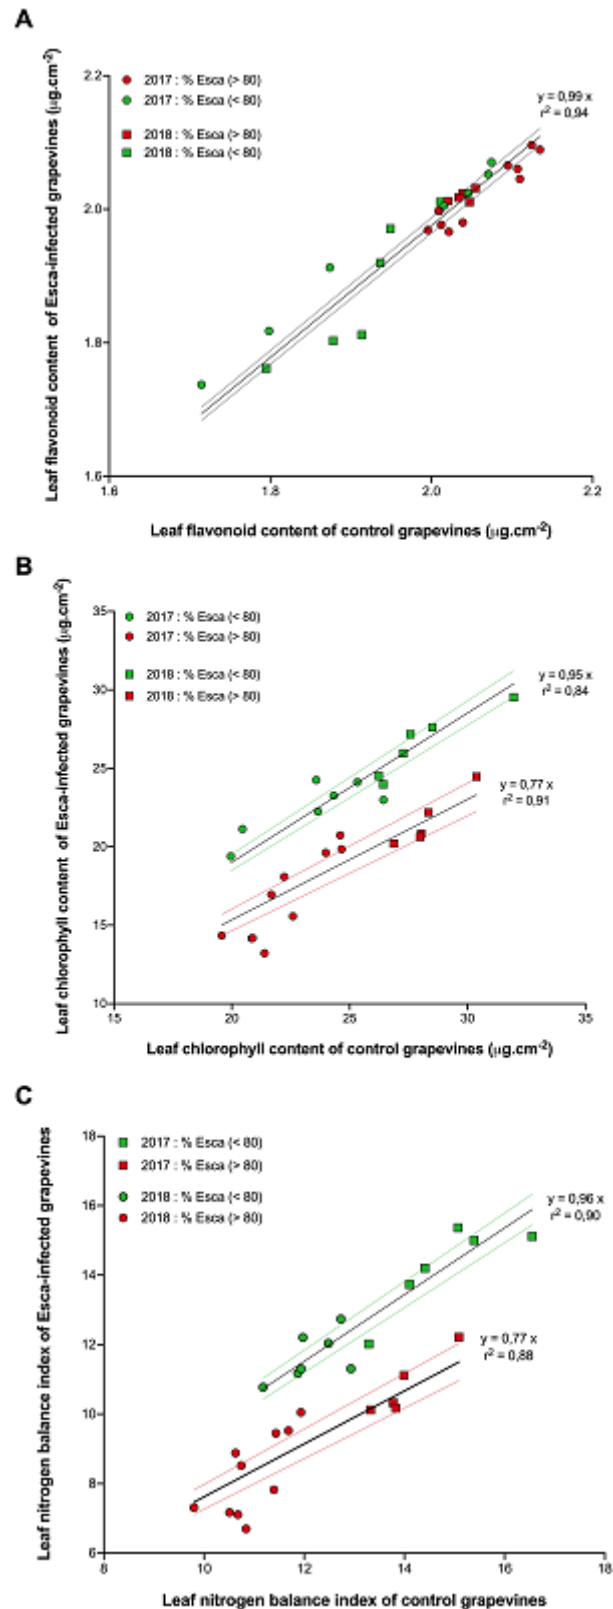 A
Leaf flavonoid content of Esca-infected grapevines (µg.cm-2)
2017 : % Esca (> 80)
2017 : % Esca (< 80)
2018 : % Esca (> 80)
2018 : % Esca (< 80)
y = 0,99 x
r2 = 0,94
2.2
2.0
1.8
1.6
1.6 1.8 2.0 2.2
Leaf flavonoid content of control grapevines (µg.cm-2)
B
Leaf chlorophyll content of Esca-infected grapevines (µg.cm-2)
2017 : % Esca (< 80)
2017 : % Esca (> 80)
2018 : % Esca (< 80)
2018 : % Esca (> 80)
y = 0,95 x
r2 = 0,84
y = 0,77 x
r2 = 0,91
35
30
25
20
15
10
15 20 25 30 35
Leaf chlorophyll content of control grapevines (µg.cm-2)
C
Leaf nitrogen balance index of Esca-infected grapevines
2017 : % Esca (< 80)
2017 : % Esca (> 80)
2018 : % Esca (< 80)
2018 : % Esca (> 80)
y = 0,96 x
r2 = 0,90
y = 0,77 x
r2 = 0,88
18
16
14
12
10
8
6
8 10 12 14 16 18
Leaf nitrogen balance index of control grapevines